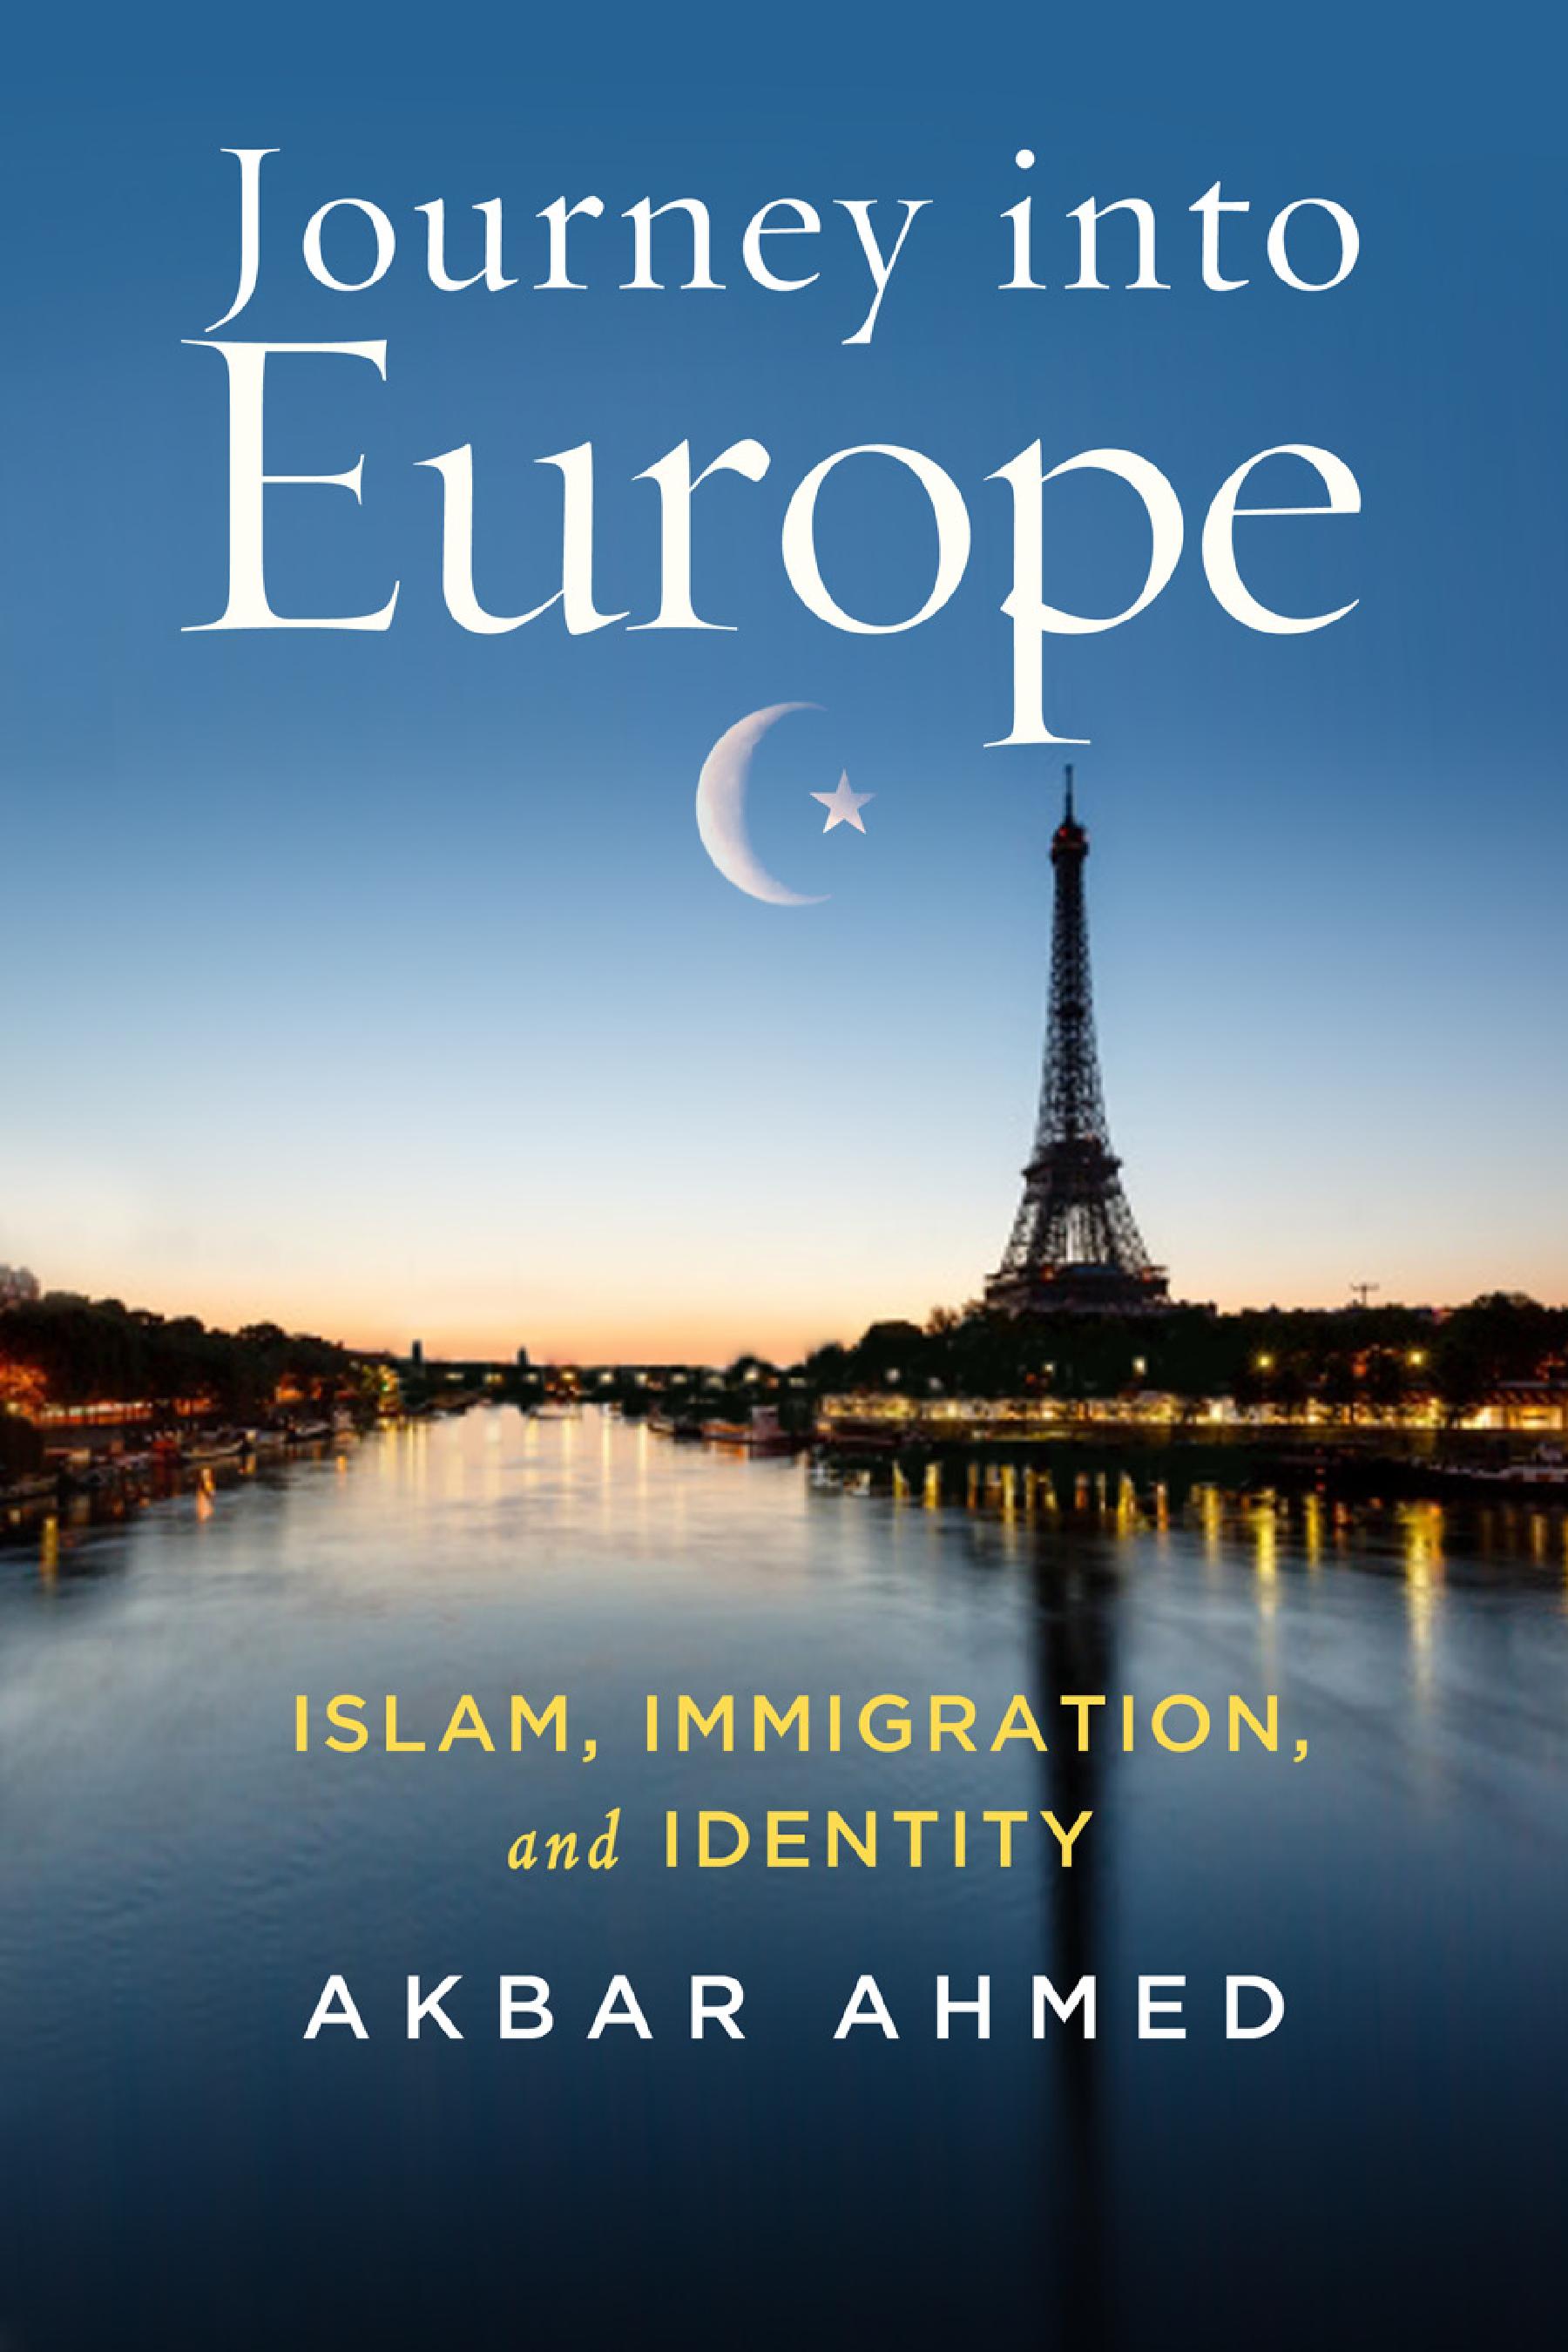 Journey into
Europe
ISLAM, IMMIGRATION,
and IDENTITY
AKBAR AHMED